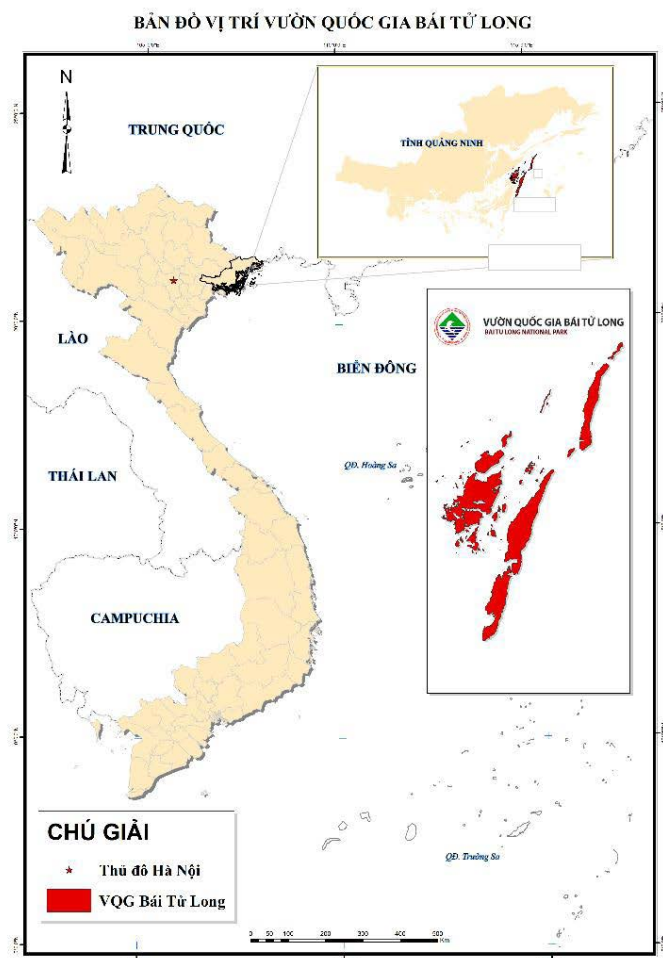 BẢN ĐỒ VỊ TRÍ VƯỜN QUỐC GIA BÁI TỬ LONG
N
TRUNG QUỐC
TỈNH QUẢNG NINH
LÀO
BIỂN ĐÔNG
VƯỜN QUỐC GIA BÁI TỬ LONG
BAI TU LONG NATIONAL PARK
QĐ. Hoàng Sa
THÁI LAN
CAMPUCHIA
CHÚ GIẢI
Thủ đô Hà Nội
VQG Bái Tử Long
QĐ. Trường Sa
0 50 100 200 300 400 500
Km